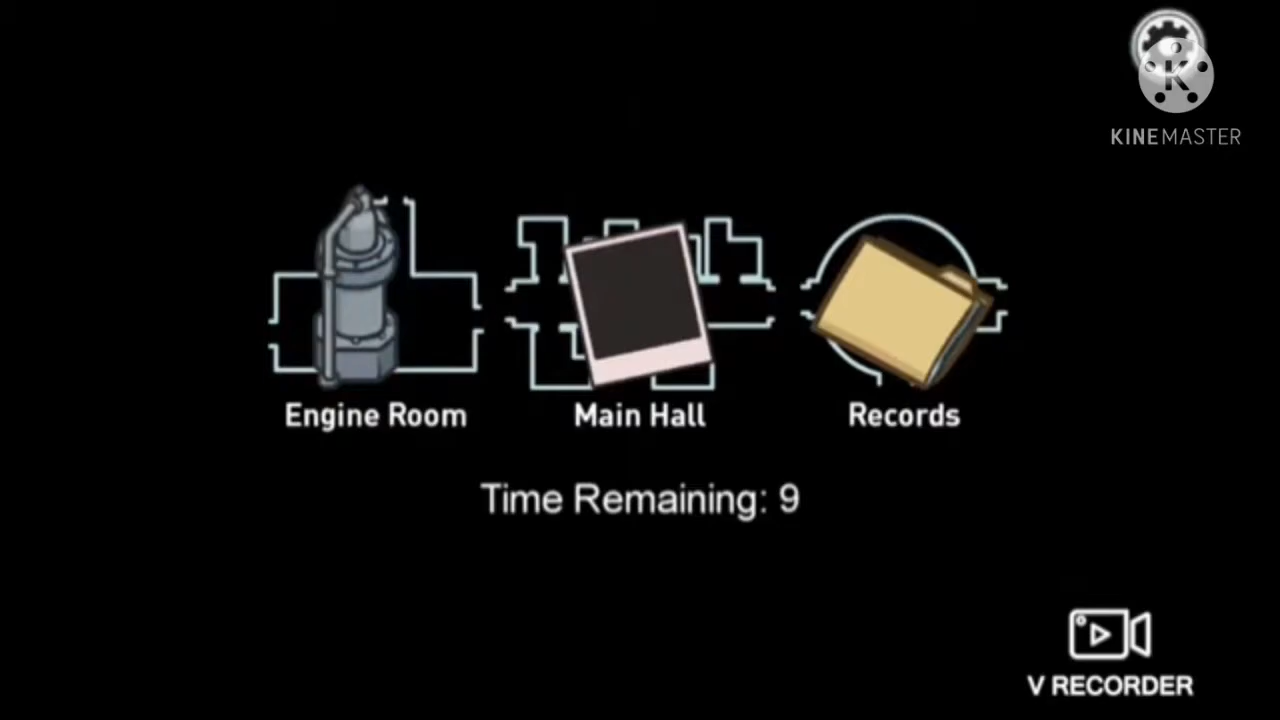 K
KINEMASTER
Engine Room
Main Hall
Records
Time Remaining: 9
V RECORDER